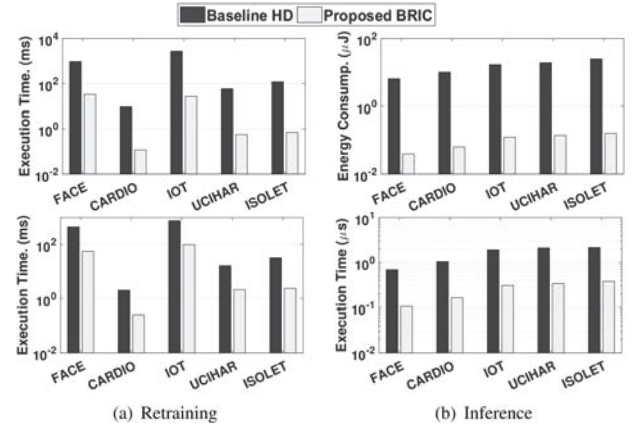 Baseline HD Proposed BRIC
Execution Time. (ms)
10^4
10^2
10^0
10^-2
FACE CARDIO IOT UCIHAR ISOLET
Energy Consump. (μJ)
10^2
10^0
10^-2
FACE CARDIO IOT UCIHAR ISOLET
Execution Time. (ms)
10^2
10^0
10^-2
FACE CARDIO IOT UCIHAR ISOLET
Execution Time (μs)
10^1
10^0
10^-1
10^-2
FACE CARDIO IOT UCIHAR ISOLET
(a) Retraining
(b) Inference